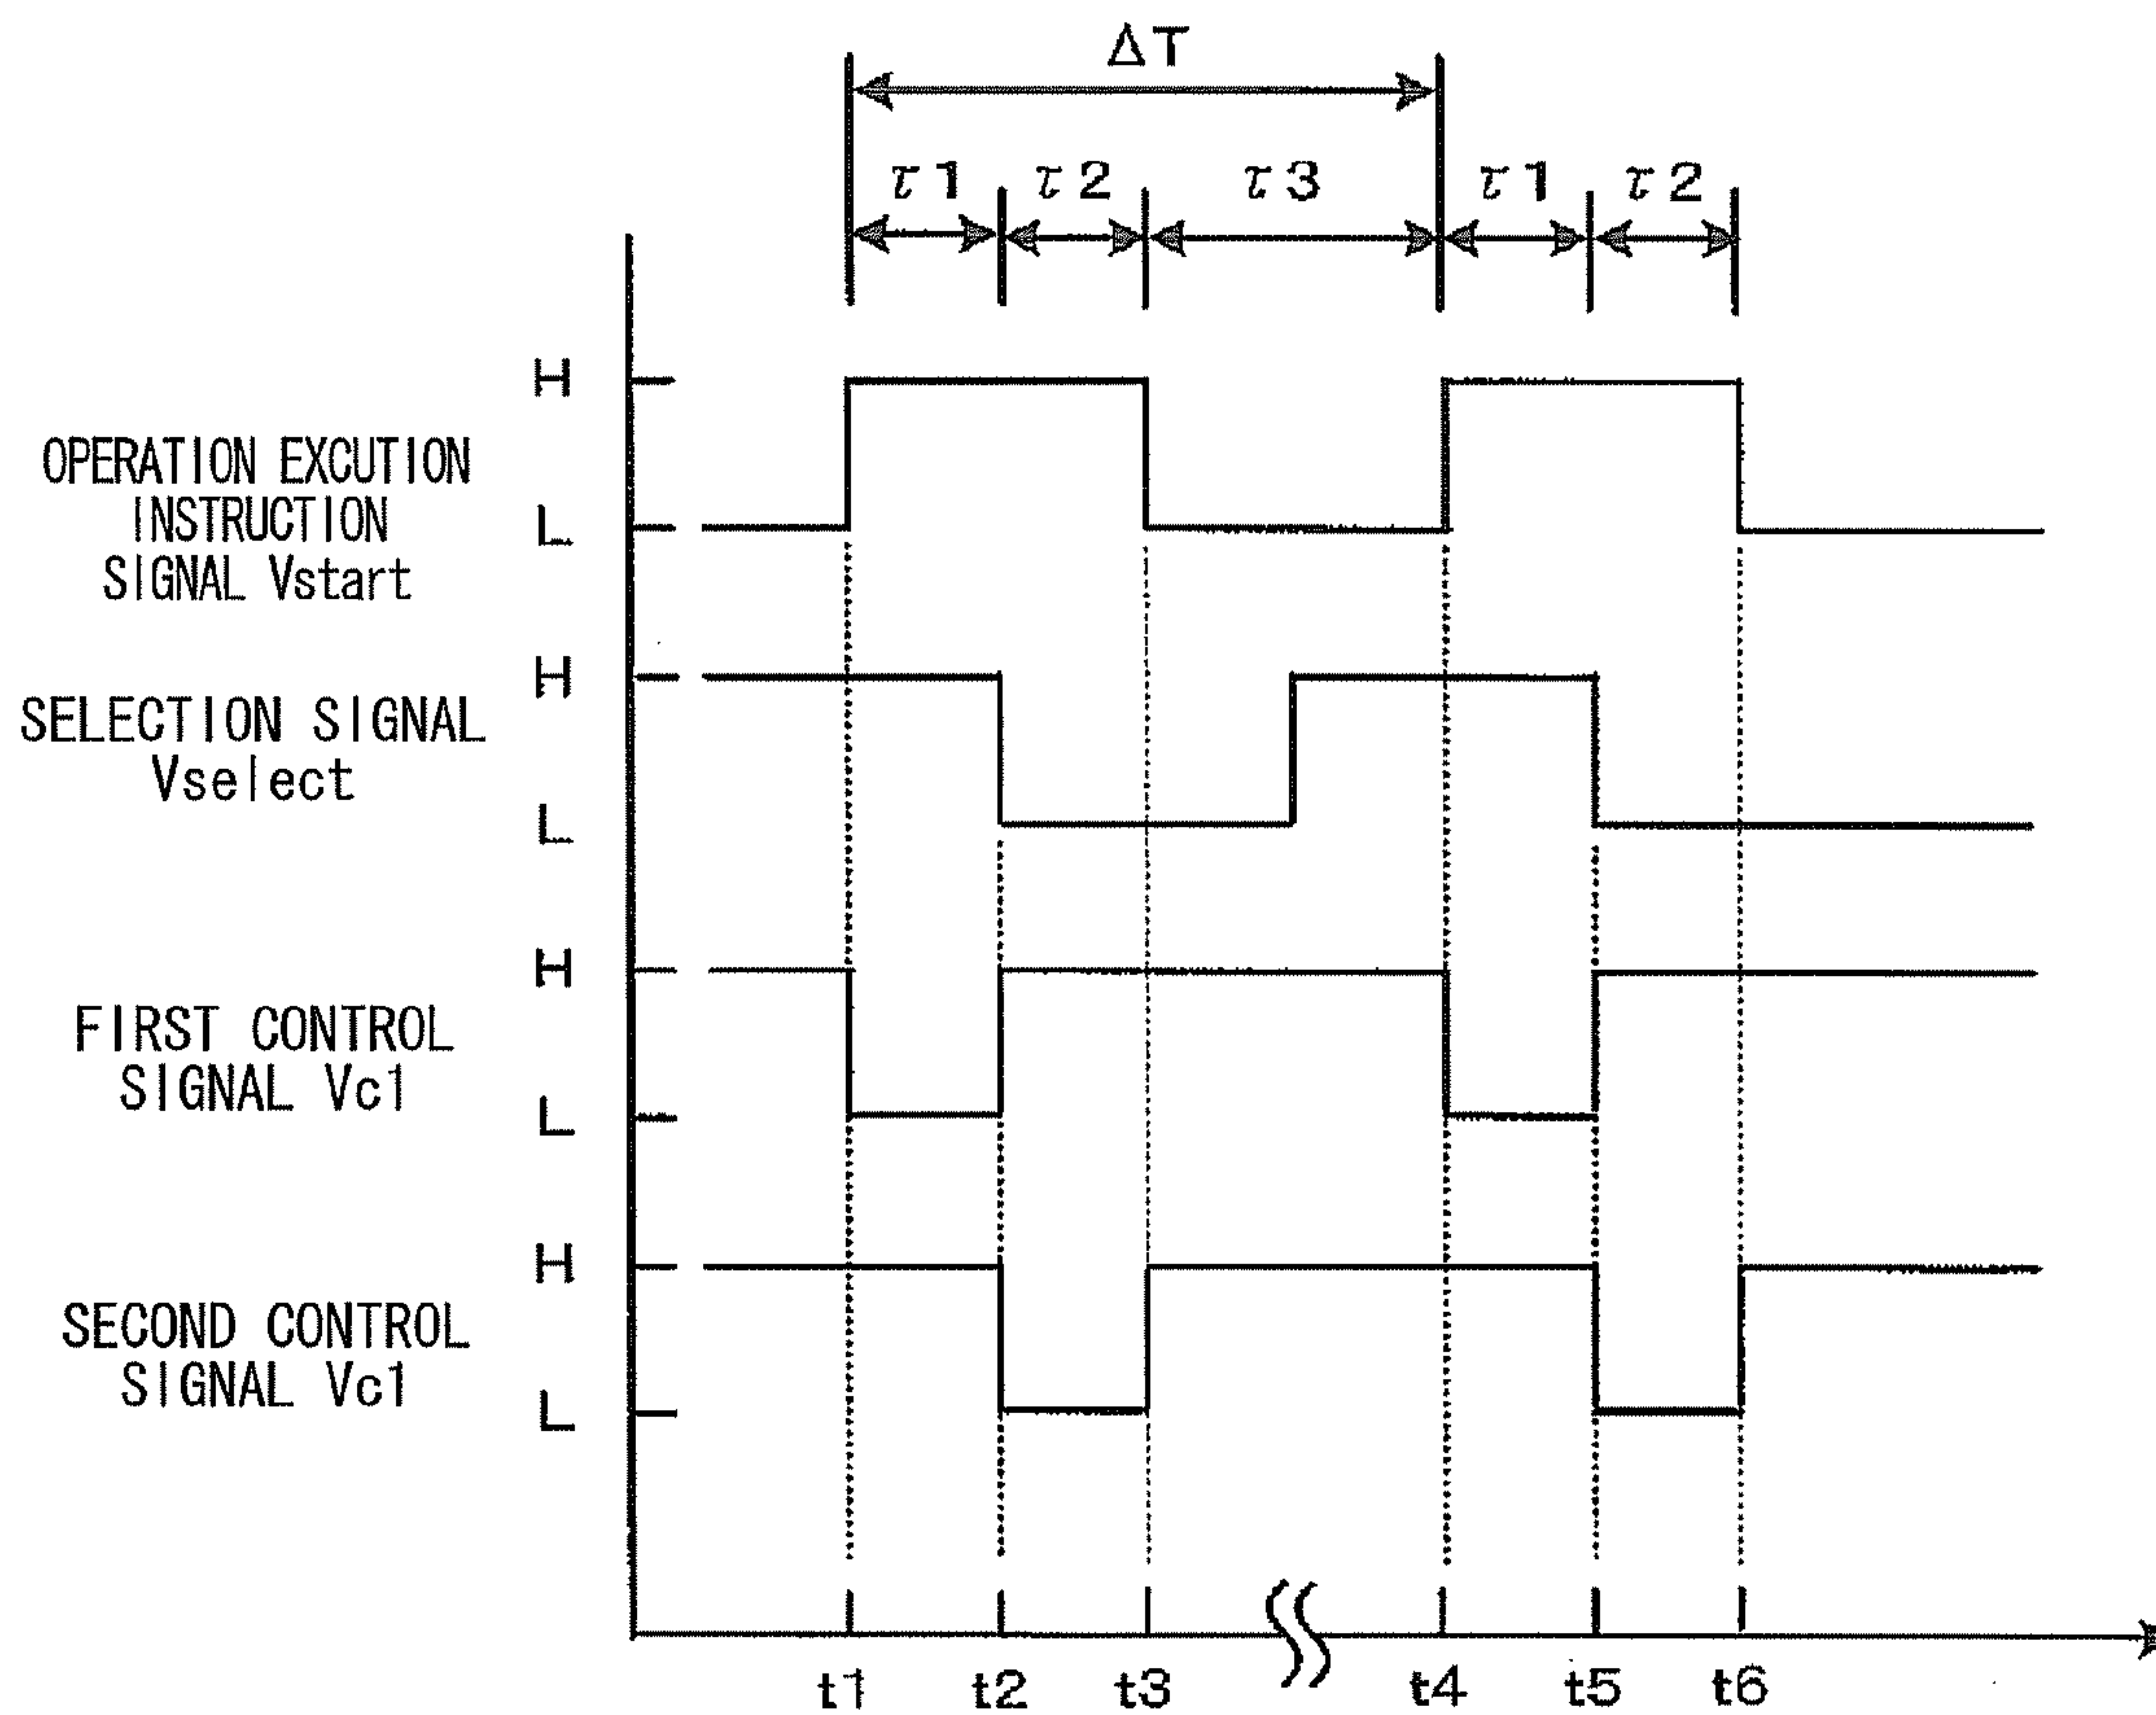 ΔT
τ1 τ2 τ3 τ1 τ2
H
OPERATION EXCUTION
INSTRUCTION
SIGNAL Vstart
L
H
SELECTION SIGNAL
Vselect
L
H
FIRST CONTROL
SIGNAL Vc1
L
H
SECOND CONTROL
SIGNAL Vc1
L
t1 t2 t3 t4 t5 t6